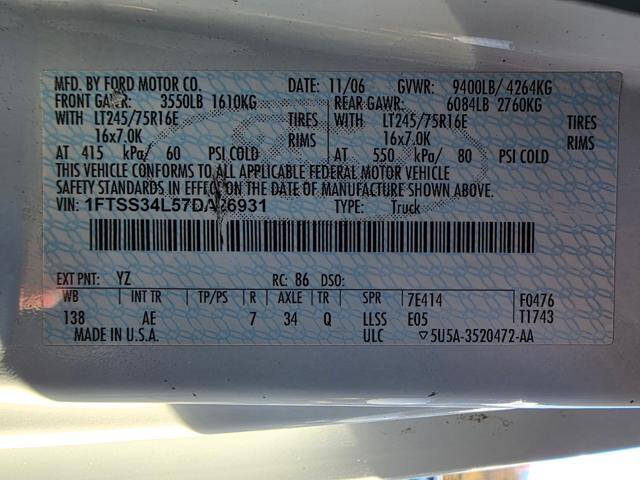 MFD. BY FORD MOTOR CO. DATE: 11/06 GVWR: 9400LB/ 4264KG
FRONT GAWR: 3550LB 1610KG REAR GAWR: 6084LB 2760KG
WITH LT245/75R16E TIRES WITH LT245/75R16E TIRES
16x7.0K RIMS 16x7.0K RIMS
AT 415 kPa/ 60 PSI COLD AT 550 kPa/ 80 PSI COLD
THIS VEHICLE CONFORMS TO ALL APPLICABLE FEDERAL MOTOR VEHICLE
SAFETY STANDARDS IN EFFECT ON THE DATE OF MANUFACTURE SHOWN ABOVE.
VIN: TYPE: Truck
EXT PNT: YZ RC: 86 DSO:
WB INT TR TP/PS R AXLE TR SPR 7E414 F0476
138 AE 7 34 Q LLSS E05 T1743
MADE IN U.S.A. ULC ▽5U5A-3520472-AA